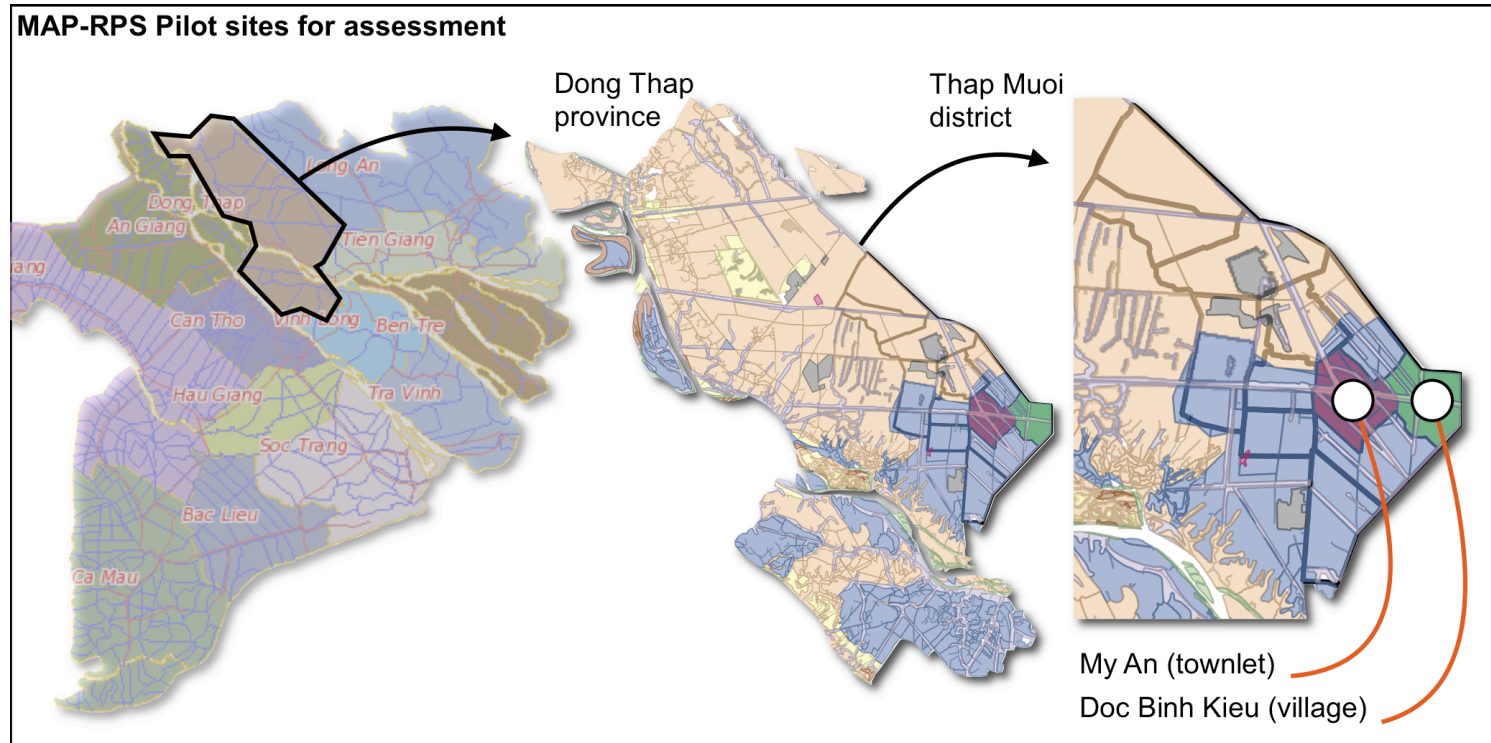 MAP-RPS Pilot sites for assessment
Dong Thap
province
Thap Muoi
district
Long An
Dong Thap
An Giang
Tien Giang
iang
Can Tho
Vinh Long
Ben Tre
Hau Giang
Tra Vinh
Soc Trang
Bac Lieu
Ca Mau
My An (townlet)
Doc Binh Kieu (village)